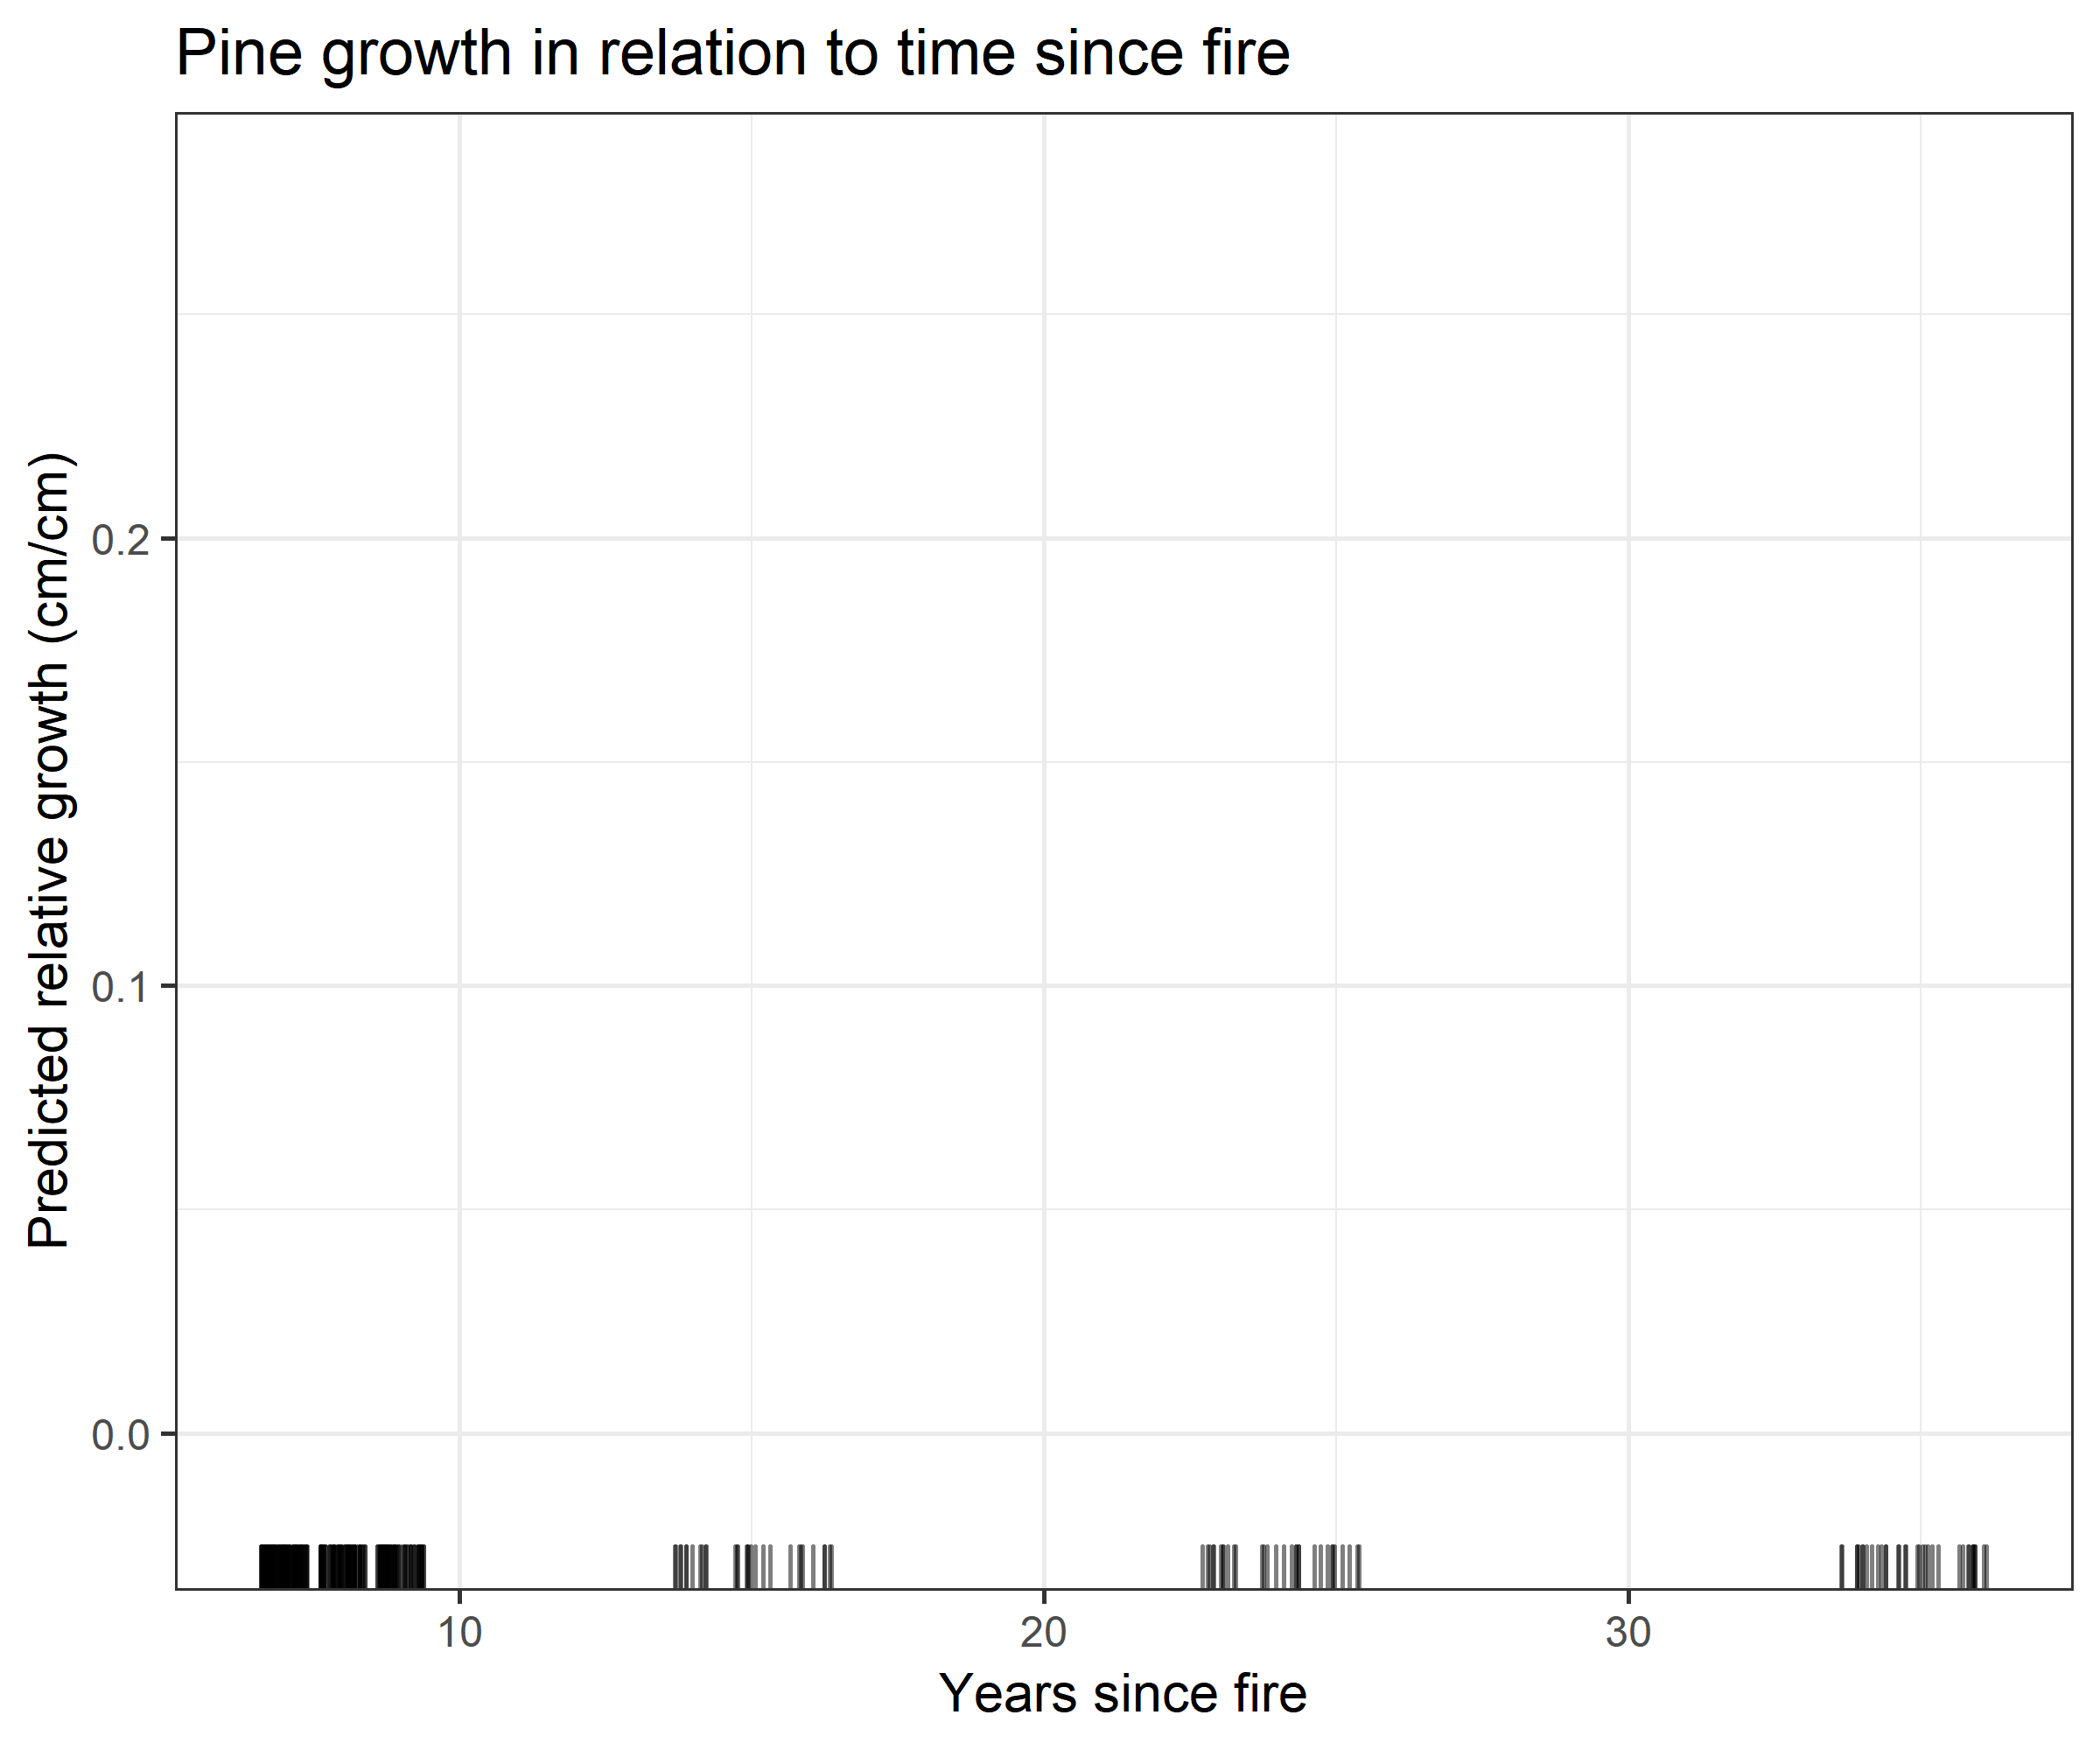 Pine growth in relation to time since fire
Predicted relative growth (cm/cm)
0.2
0.1
0.0
10
20
30
Years since fire